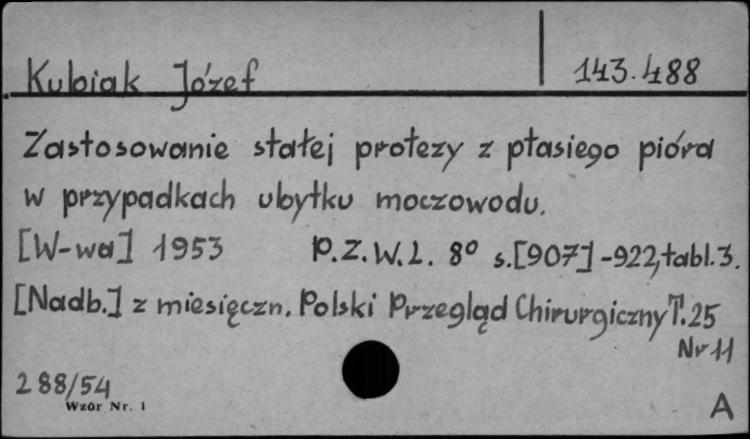 Kubiak Józef 143.488
Zastosowanie stałej protezy z ptasiego pióra
w przypadkach ubytku moczowodu.
[W-wa] 1953 P.Z.W.L. 8° s.[907]-922, tabl.3.
[Nadb.] z miesięczn. Polski Przegląd Chirurgiczny T.25
Nr 11
288/54
Wzór Nr. 1
A